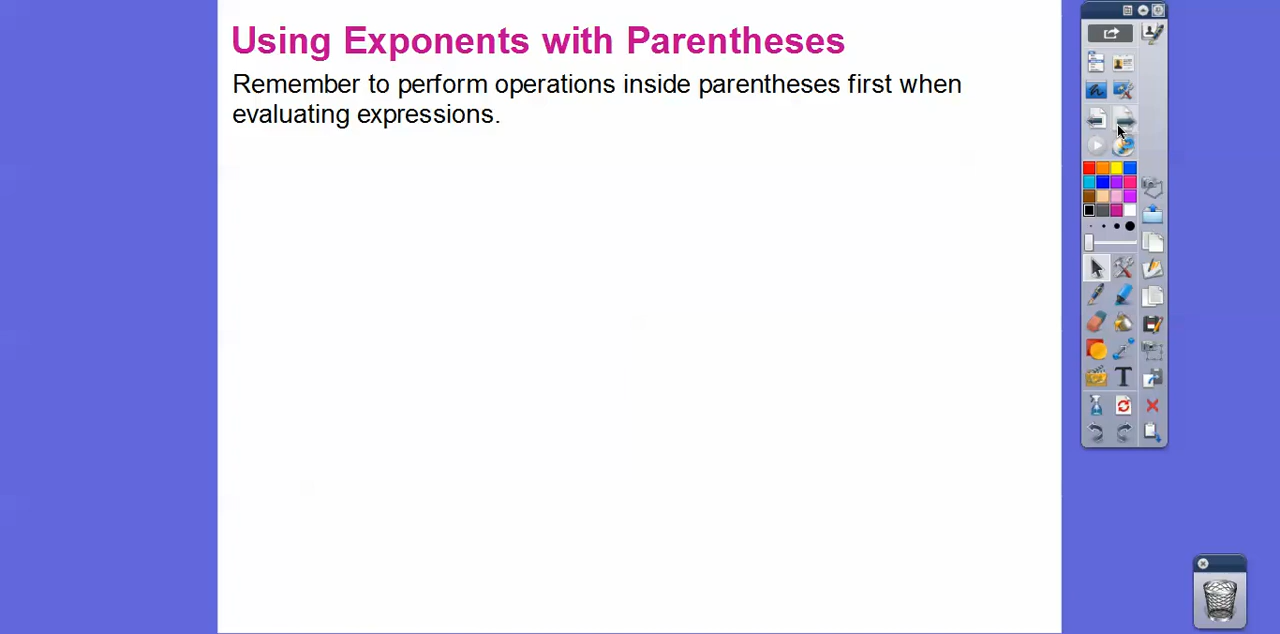 Using Exponents with Parentheses
Remember to perform operations inside parentheses first when
evaluating expressions.